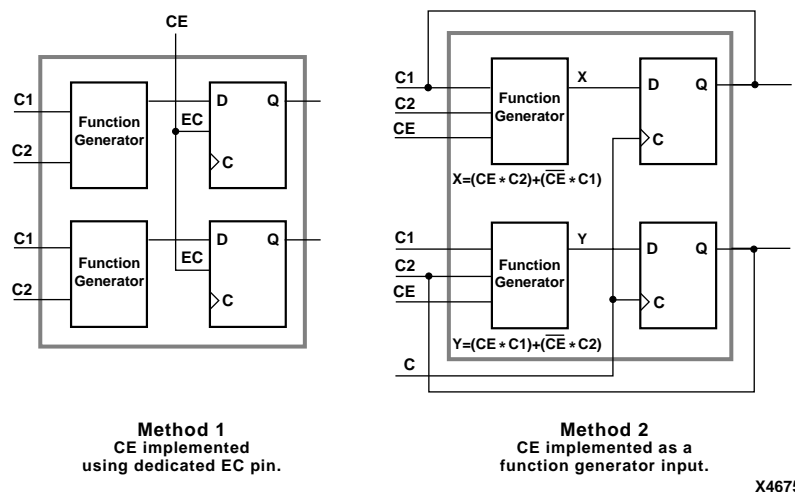 CE
C1
C2
Function
Generator
D
Q
EC
C
C1
C2
Function
Generator
D
Q
EC
C
Method 1
CE implemented
using dedicated EC pin.
C1
C2
CE
Function
Generator
X
D
Q
C
X=(CE * C2)+(C̅E̅ * C1)
C1
C2
CE
Function
Generator
Y
D
Q
C
Y=(CE * C1)+(C̅E̅ * C2)
C
Method 2
CE implemented as a
function generator input.
X4675